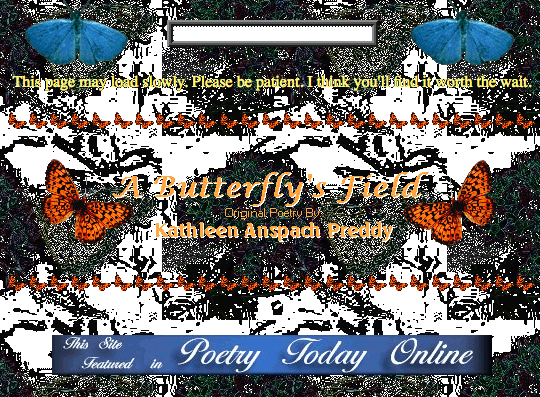 This page may load slowly. Please be patient. I think you'll find it worth the wait.
A Butterfly's Field
Original Poetry By:
Kathleen Anspach Preddy
This Site
Featured in Poetry Today Online